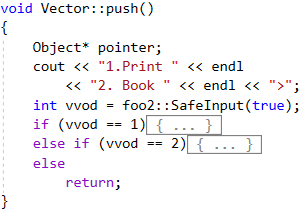 void Vector::push()
{
Object* pointer;
cout << "1.Print " << endl
<< "2. Book " << endl << ">";
int vvod = foo2::SafeInput(true);
if (vvod == 1){ ... }
else if (vvod == 2){ ... }
else
return;
}